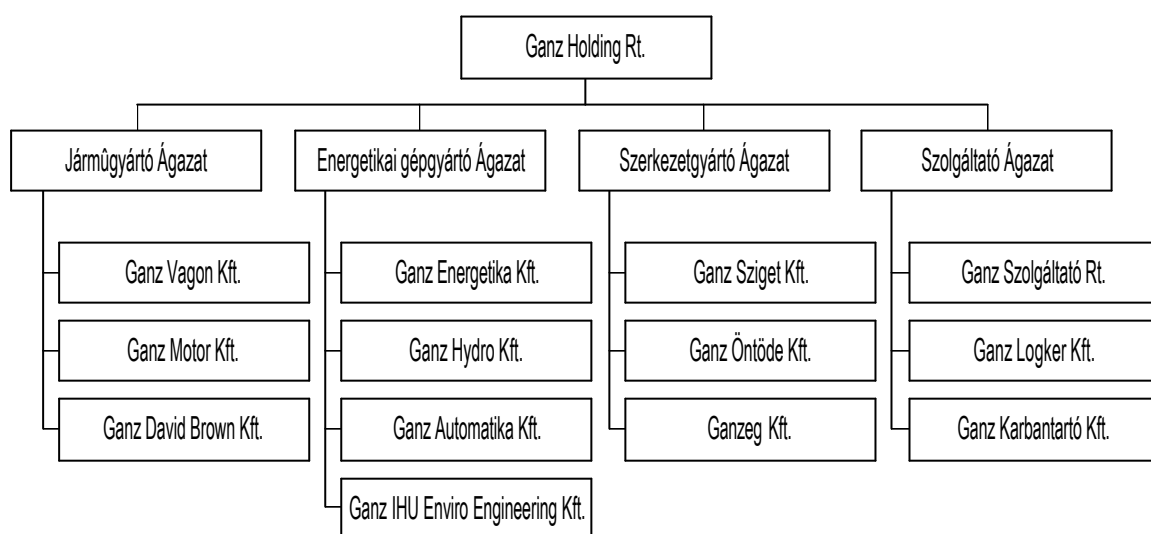 Ganz Holding Rt.
Jármûgyártó Ágazat
Energetikai gépgyártó Ágazat
Szerkezetgyártó Ágazat
Szolgáltató Ágazat
Ganz Vagon Kft.
Ganz Energetika Kft.
Ganz Sziget Kft.
Ganz Szolgáltató Rt.
Ganz Motor Kft.
Ganz Hydro Kft.
Ganz Öntöde Kft.
Ganz Logker Kft.
Ganz David Brown Kft.
Ganz Automatika Kft.
Ganzeg Kft.
Ganz Karbantartó Kft.
Ganz IHU Enviro Engineering Kft.